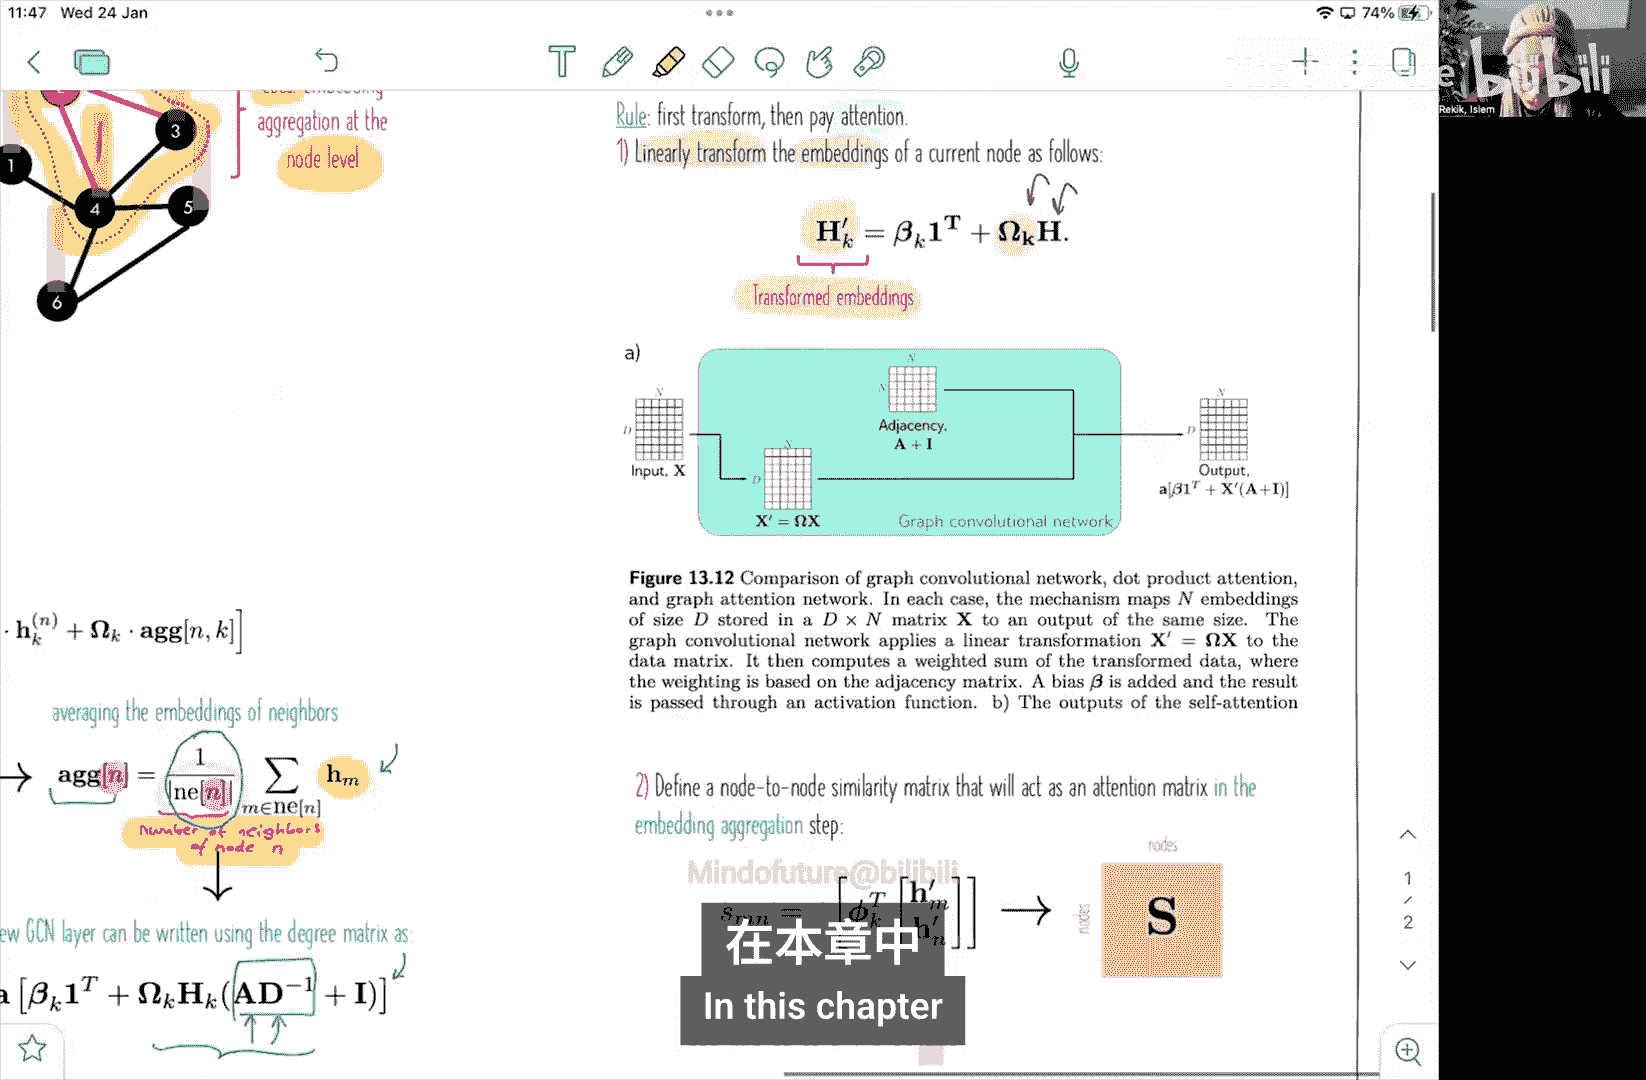 11:47 Wed 24 Jan
74%
bilibili
Rekik, Islem
aggregation at the
node level
1
3
4
5
6
Rule: first transform, then pay attention.
1) Linearly transform the embeddings of a current node as follows:
H′k = βk1ᵀ + ΩkH.
Transformed embeddings
a)
N
D
Input, X
N
N
Adjacency,
A + I
N
D
X′ = ΩX
Graph convolutional network
N
D
Output,
a[β1ᵀ + X′(A+I)]
Figure 13.12 Comparison of graph convolutional network, dot product attention,
and graph attention network. In each case, the mechanism maps N embeddings
of size D stored in a D × N matrix X to an output of the same size. The
graph convolutional network applies a linear transformation X′ = ΩX to the
data matrix. It then computes a weighted sum of the transformed data, where
the weighting is based on the adjacency matrix. A bias β is added and the result
is passed through an activation function. b) The outputs of the self-attention
· hk⁽ⁿ⁾ + Ωk · agg[n, k]]
averaging the embeddings of neighbors
agg[n] = 1/|ne[n]| ∑m∈ne[n] hm
number of neighbors
of node n
ew GCN layer can be written using the degree matrix as:
a [βk1ᵀ + ΩkHk(AD⁻¹ + I)]
2) Define a node-to-node similarity matrix that will act as an attention matrix in the
embedding aggregation step:
Mindofuture@bilibili
smn = [ϕkᵀ [h′m h′n]]
nodes
nodes
S
1
/
2
在本章中
In this chapter